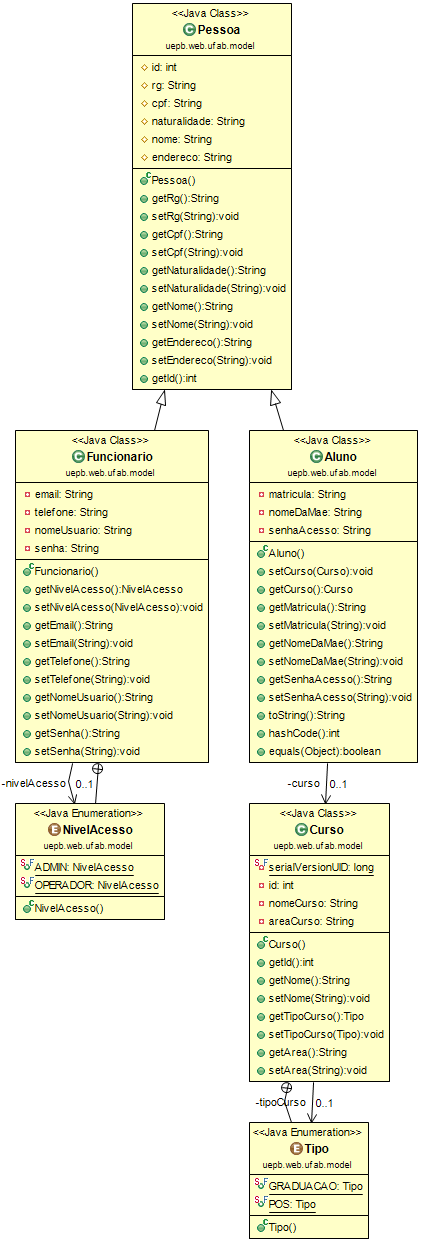 <<Java Class>>
Pessoa
uepb.web.ufab.model
id: int
rg: String
cpf: String
naturalidade: String
nome: String
endereco: String
Pessoa()
getRg():String
setRg(String):void
getCpf():String
setCpf(String):void
getNaturalidade():String
setNaturalidade(String):void
getNome():String
setNome(String):void
getEndereco():String
setEndereco(String):void
getId():int
<<Java Class>>
Funcionario
uepb.web.ufab.model
email: String
telefone: String
nomeUsuario: String
senha: String
Funcionario()
getNivelAcesso():NivelAcesso
setNivelAcesso(NivelAcesso):void
getEmail():String
setEmail(String):void
getTelefone():String
setTelefone(String):void
getNomeUsuario():String
setNomeUsuario(String):void
getSenha():String
setSenha(String):void
<<Java Class>>
Aluno
uepb.web.ufab.model
matricula: String
nomeDaMae: String
senhaAcesso: String
Aluno()
setCurso(Curso):void
getCurso():Curso
getMatricula():String
setMatricula(String):void
getNomeDaMae():String
setNomeDaMae(String):void
getSenhaAcesso():String
setSenhaAcesso(String):void
toString():String
hashCode():int
equals(Object):boolean
-nivelAcesso 0..1
-curso 0..1
<<Java Enumeration>>
NivelAcesso
uepb.web.ufab.model
ADMIN: NivelAcesso
OPERADOR: NivelAcesso
NivelAcesso()
<<Java Class>>
Curso
uepb.web.ufab.model
serialVersionUID: long
id: int
nomeCurso: String
areaCurso: String
Curso()
getId():int
getNome():String
setNome(String):void
getTipoCurso():Tipo
setTipoCurso(Tipo):void
getArea():String
setArea(String):void
-tipoCurso 0..1
<<Java Enumeration>>
Tipo
uepb.web.ufab.model
GRADUACAO: Tipo
POS: Tipo
Tipo()